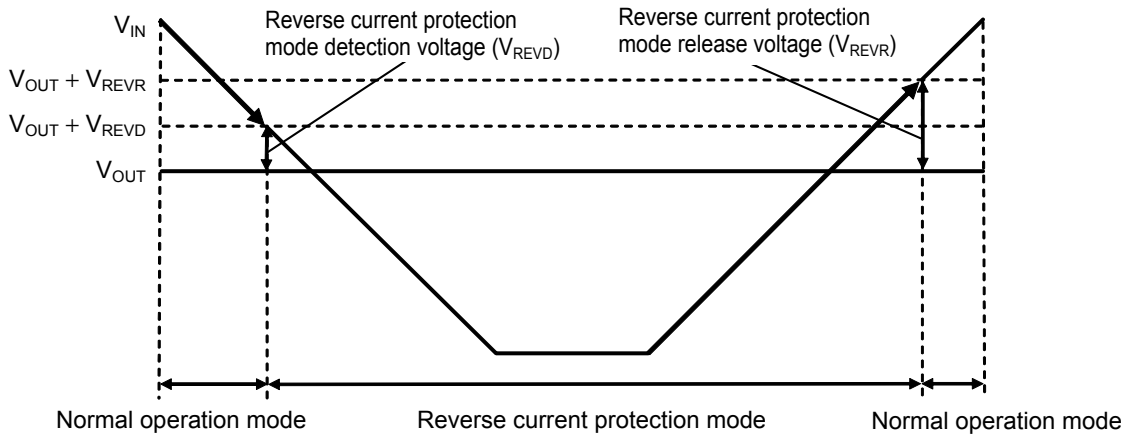 V_IN
Reverse current protection
mode detection voltage (V_REVD)
Reverse current protection
mode release voltage (V_REVR)
V_OUT + V_REVR
V_OUT + V_REVD
V_OUT
Normal operation mode
Reverse current protection mode
Normal operation mode